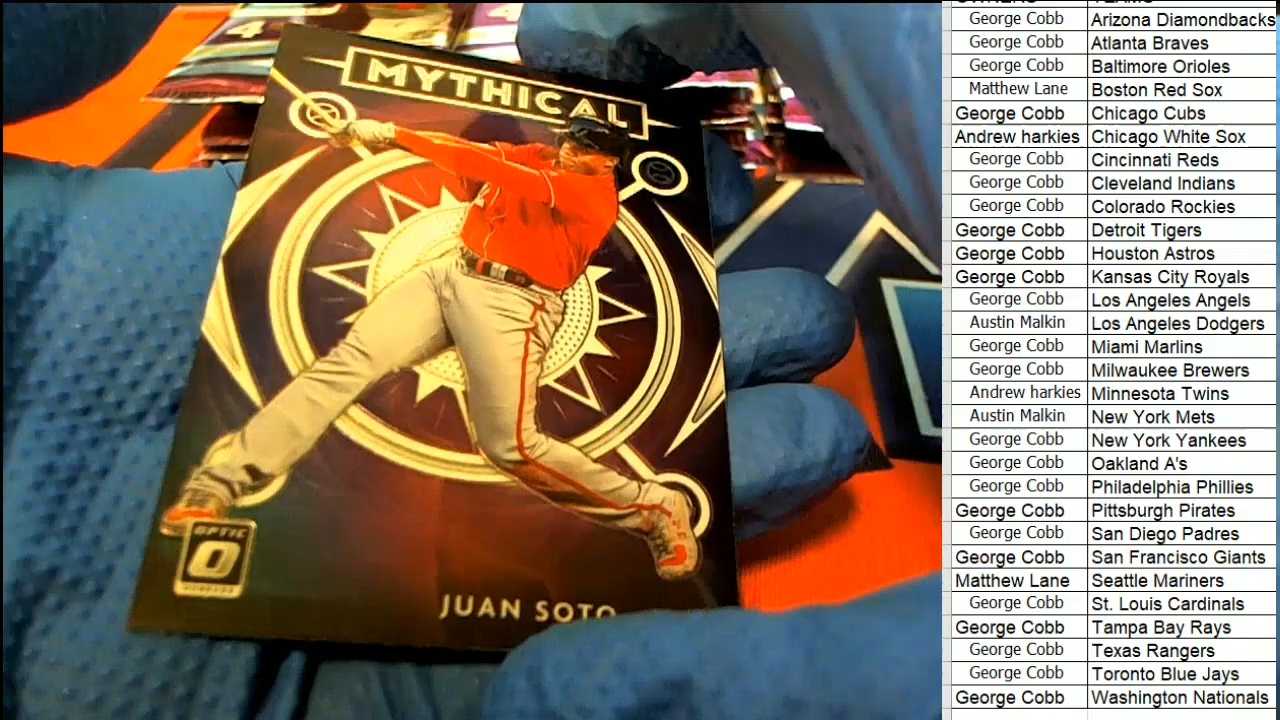 MYTHICAL
OPTIC
JUAN SOTO
OWNERS TEAMS
George Cobb Arizona Diamondbacks
George Cobb Atlanta Braves
George Cobb Baltimore Orioles
Matthew Lane Boston Red Sox
George Cobb Chicago Cubs
Andrew harkies Chicago White Sox
George Cobb Cincinnati Reds
George Cobb Cleveland Indians
George Cobb Colorado Rockies
George Cobb Detroit Tigers
George Cobb Houston Astros
George Cobb Kansas City Royals
George Cobb Los Angeles Angels
Austin Malkin Los Angeles Dodgers
George Cobb Miami Marlins
George Cobb Milwaukee Brewers
Andrew harkies Minnesota Twins
Austin Malkin New York Mets
George Cobb New York Yankees
George Cobb Oakland A's
George Cobb Philadelphia Phillies
George Cobb Pittsburgh Pirates
George Cobb San Diego Padres
George Cobb San Francisco Giants
Matthew Lane Seattle Mariners
George Cobb St. Louis Cardinals
George Cobb Tampa Bay Rays
George Cobb Texas Rangers
George Cobb Toronto Blue Jays
George Cobb Washington Nationals